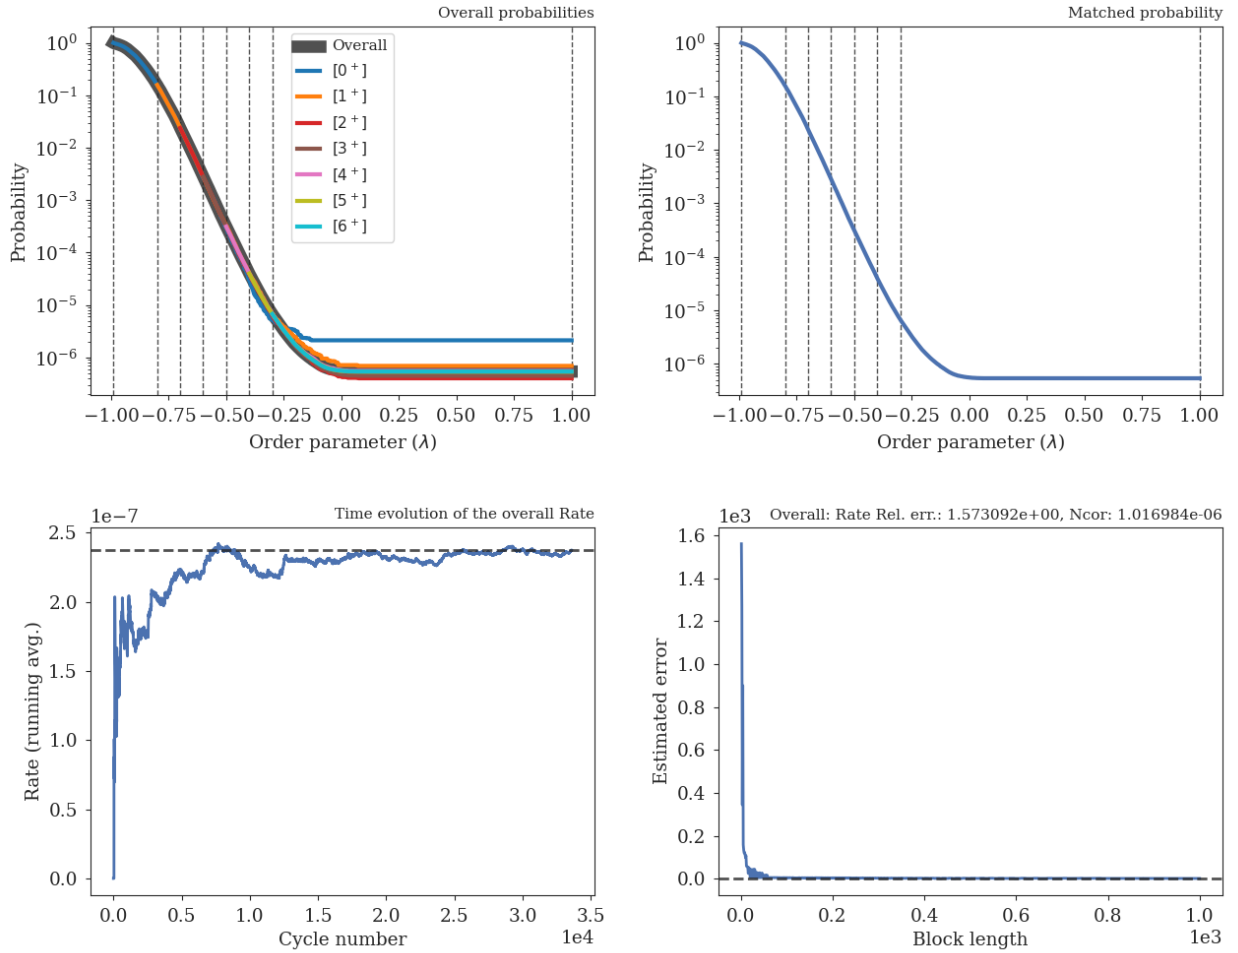 Overall probabilities
10⁰
10⁻¹
10⁻²
10⁻³
10⁻⁴
10⁻⁵
10⁻⁶
Probability
Overall
[0⁺]
[1⁺]
[2⁺]
[3⁺]
[4⁺]
[5⁺]
[6⁺]
−1.00 −0.75 −0.50 −0.25 0.00 0.25 0.50 0.75 1.00
Order parameter (λ)
Matched probability
10⁰
10⁻¹
10⁻²
10⁻³
10⁻⁴
10⁻⁵
10⁻⁶
Probability
−1.00 −0.75 −0.50 −0.25 0.00 0.25 0.50 0.75 1.00
Order parameter (λ)
1e−7
Time evolution of the overall Rate
2.5
2.0
1.5
1.0
0.5
0.0
Rate (running avg.)
0.0 0.5 1.0 1.5 2.0 2.5 3.0 3.5
1e4
Cycle number
1e3
Overall: Rate Rel. err.: 1.573092e+00, Ncor: 1.016984e-06
1.6
1.4
1.2
1.0
0.8
0.6
0.4
0.2
0.0
Estimated error
0.0 0.2 0.4 0.6 0.8 1.0
1e3
Block length